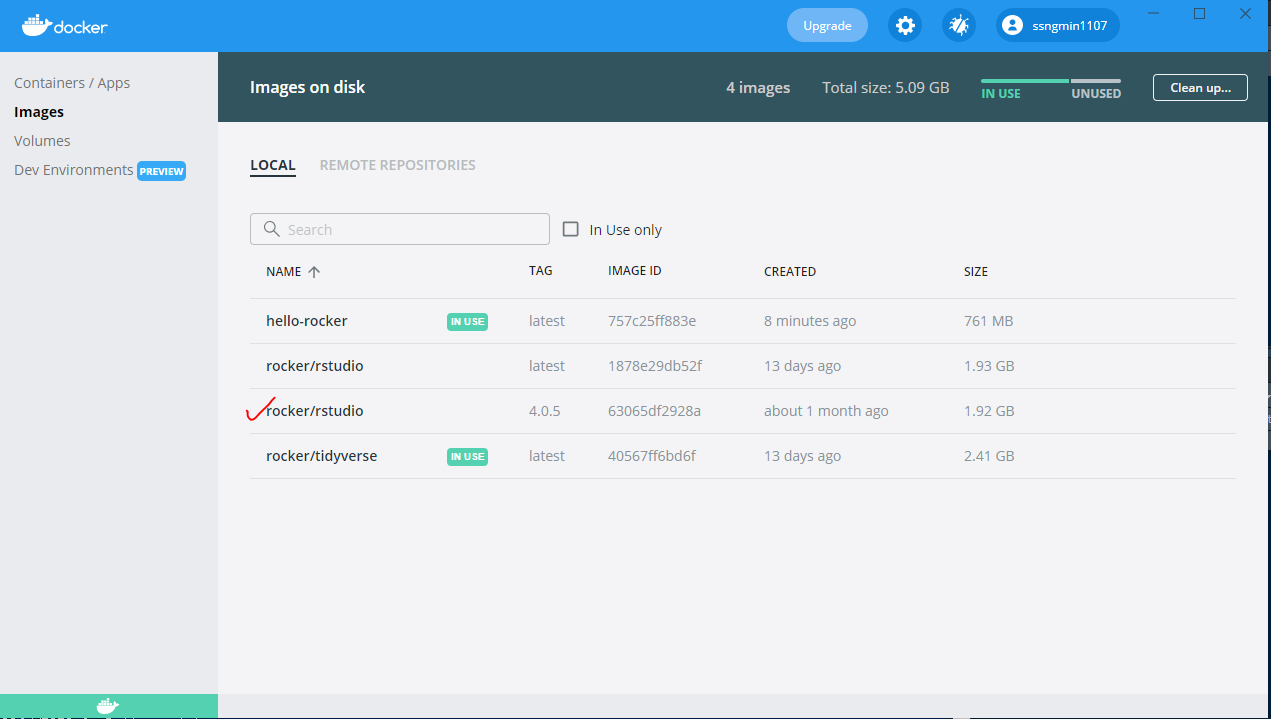 docker
Upgrade
ssngmin1107
Containers / Apps
Images
Volumes
Dev Environments PREVIEW
Images on disk
4 images
Total size: 5.09 GB
IN USE
UNUSED
Clean up...
LOCAL
REMOTE REPOSITORIES
Search
In Use only
NAME TAG IMAGE ID CREATED SIZE
hello-rocker IN USE latest 757c25ff883e 8 minutes ago 761 MB
rocker/rstudio latest 1878e29db52f 13 days ago 1.93 GB
rocker/rstudio 4.0.5 63065df2928a about 1 month ago 1.92 GB
rocker/tidyverse IN USE latest 40567ff6bd6f 13 days ago 2.41 GB